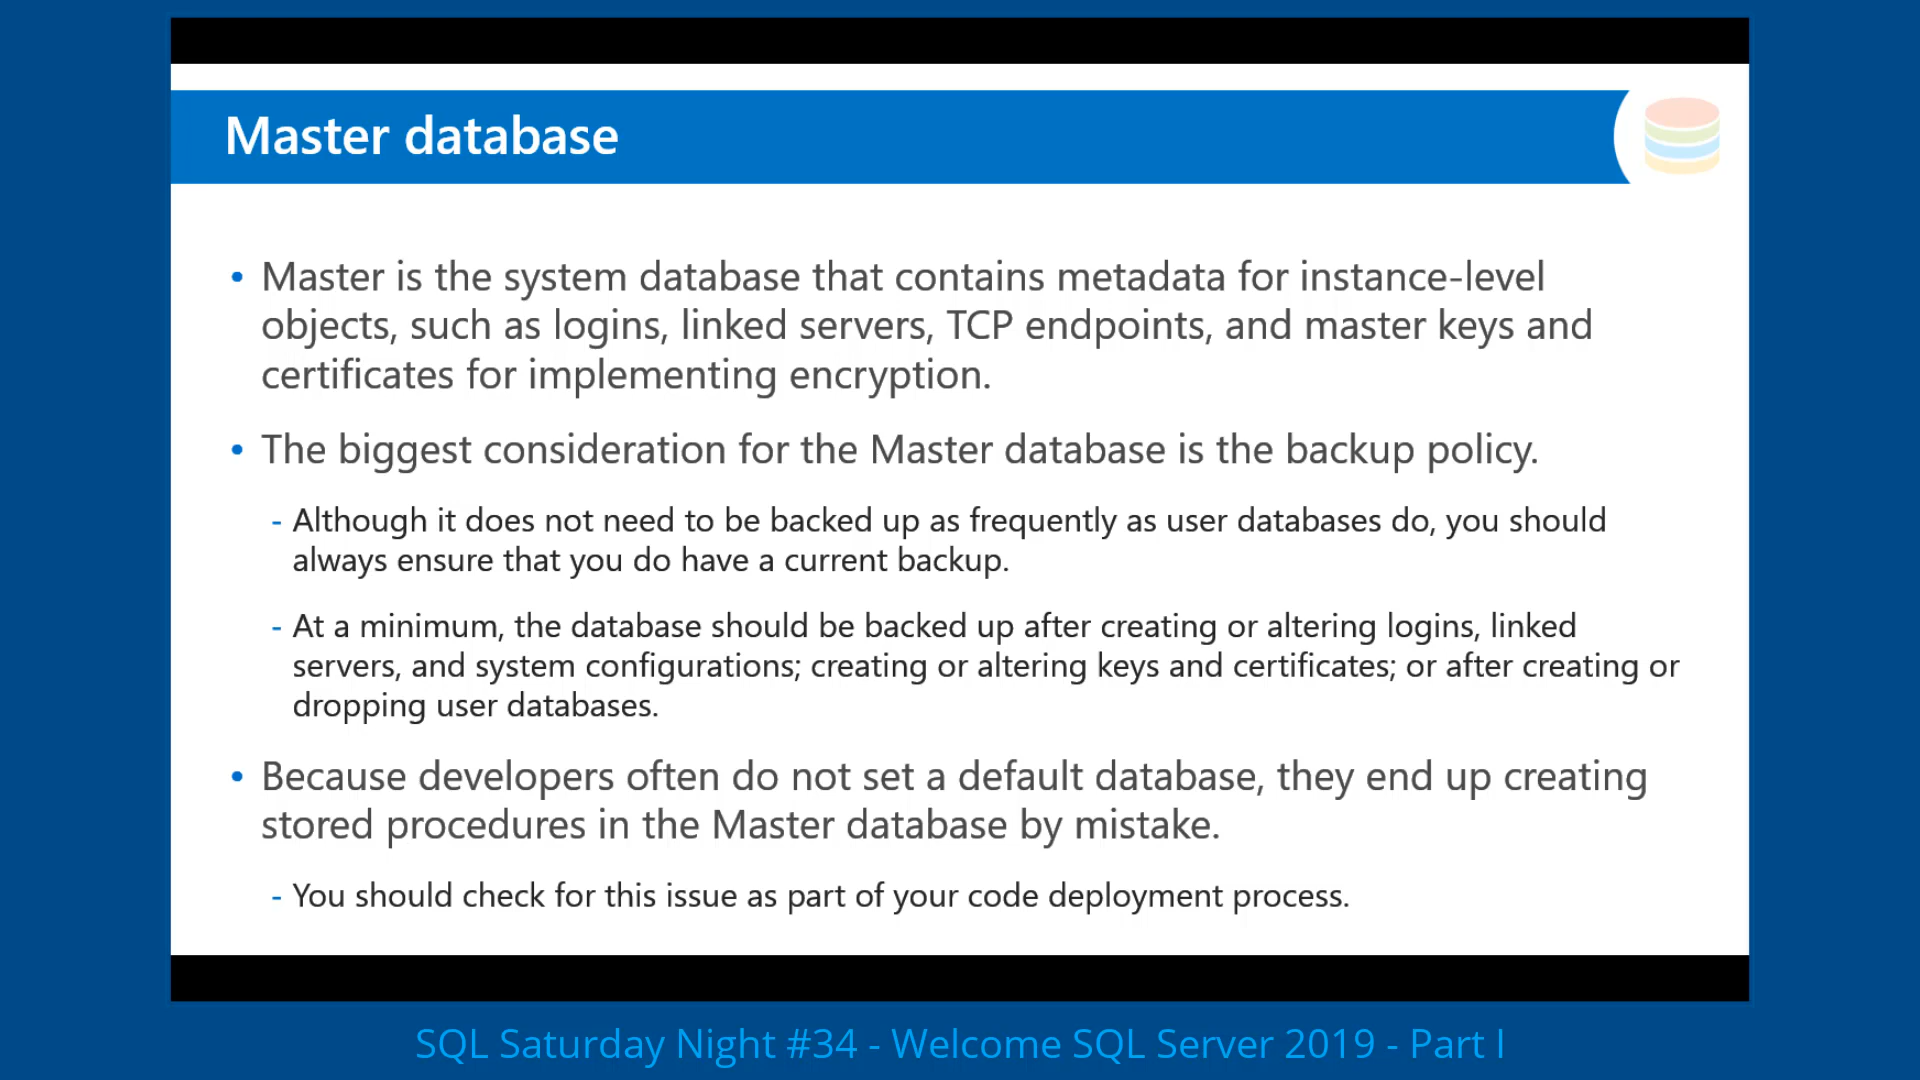 Master database
• Master is the system database that contains metadata for instance-level
objects, such as logins, linked servers, TCP endpoints, and master keys and
certificates for implementing encryption.
• The biggest consideration for the Master database is the backup policy.
- Although it does not need to be backed up as frequently as user databases do, you should
always ensure that you do have a current backup.
- At a minimum, the database should be backed up after creating or altering logins, linked
servers, and system configurations; creating or altering keys and certificates; or after creating or
dropping user databases.
• Because developers often do not set a default database, they end up creating
stored procedures in the Master database by mistake.
- You should check for this issue as part of your code deployment process.
SQL Saturday Night #34 - Welcome SQL Server 2019 - Part I